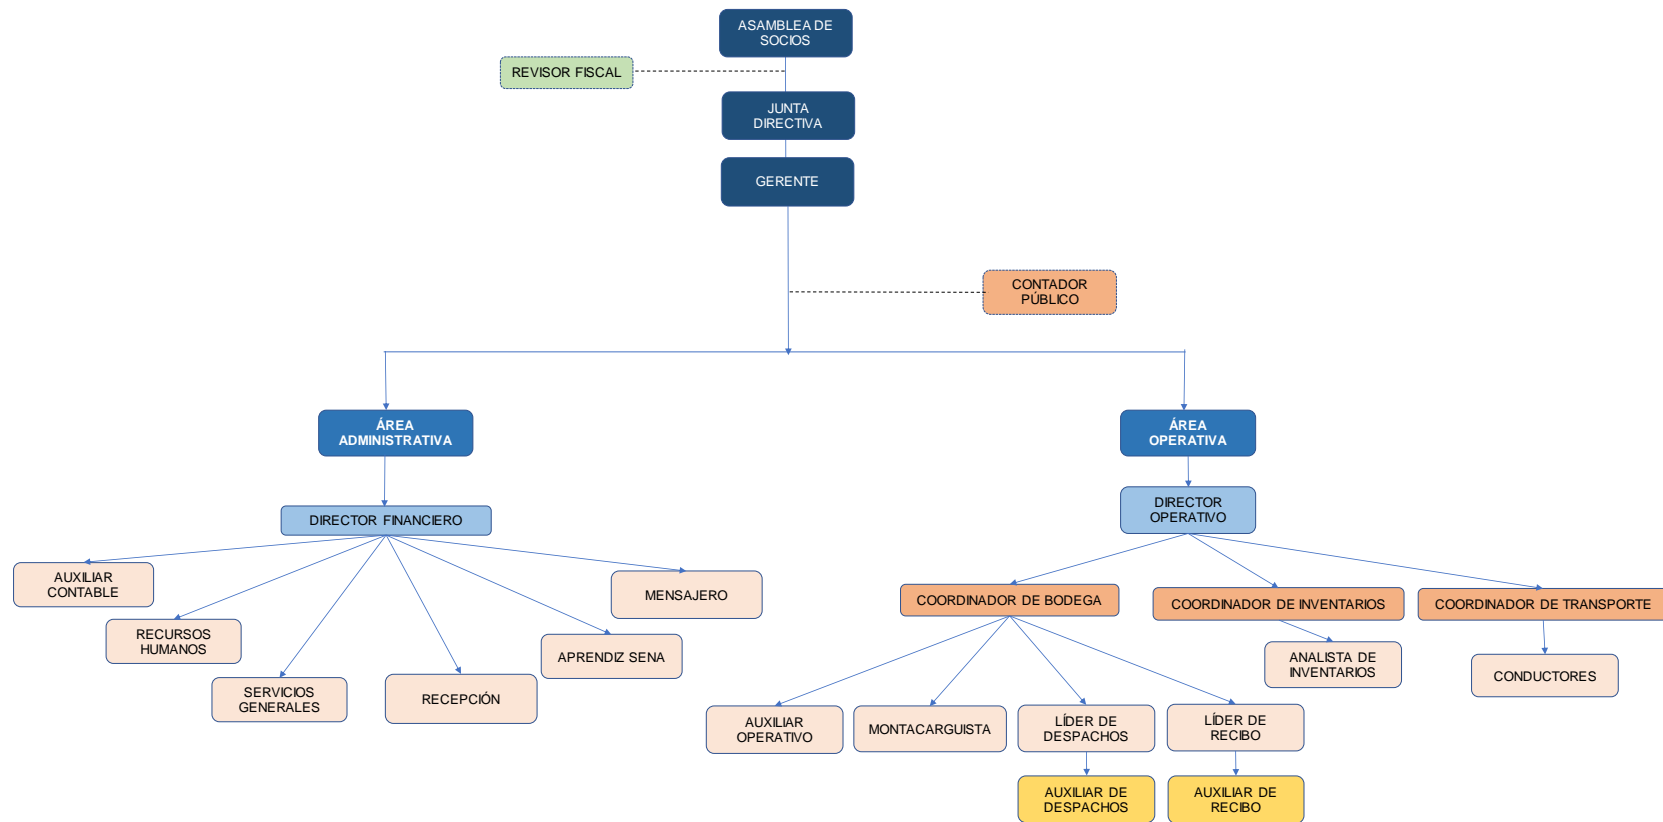 ASAMBLEA DE
SOCIOS
REVISOR FISCAL
JUNTA
DIRECTIVA
GERENTE
CONTADOR
PÚBLICO
ÁREA
ADMINISTRATIVA
ÁREA
OPERATIVA
DIRECTOR FINANCIERO
DIRECTOR
OPERATIVO
AUXILIAR
CONTABLE
RECURSOS
HUMANOS
SERVICIOS
GENERALES
RECEPCIÓN
APRENDIZ SENA
MENSAJERO
COORDINADOR DE BODEGA
COORDINADOR DE INVENTARIOS
COORDINADOR DE TRANSPORTE
ANALISTA DE
INVENTARIOS
CONDUCTORES
AUXILIAR
OPERATIVO
MONTACARGUISTA
LÍDER DE
DESPACHOS
LÍDER DE
RECIBO
AUXILIAR DE
DESPACHOS
AUXILIAR DE
RECIBO